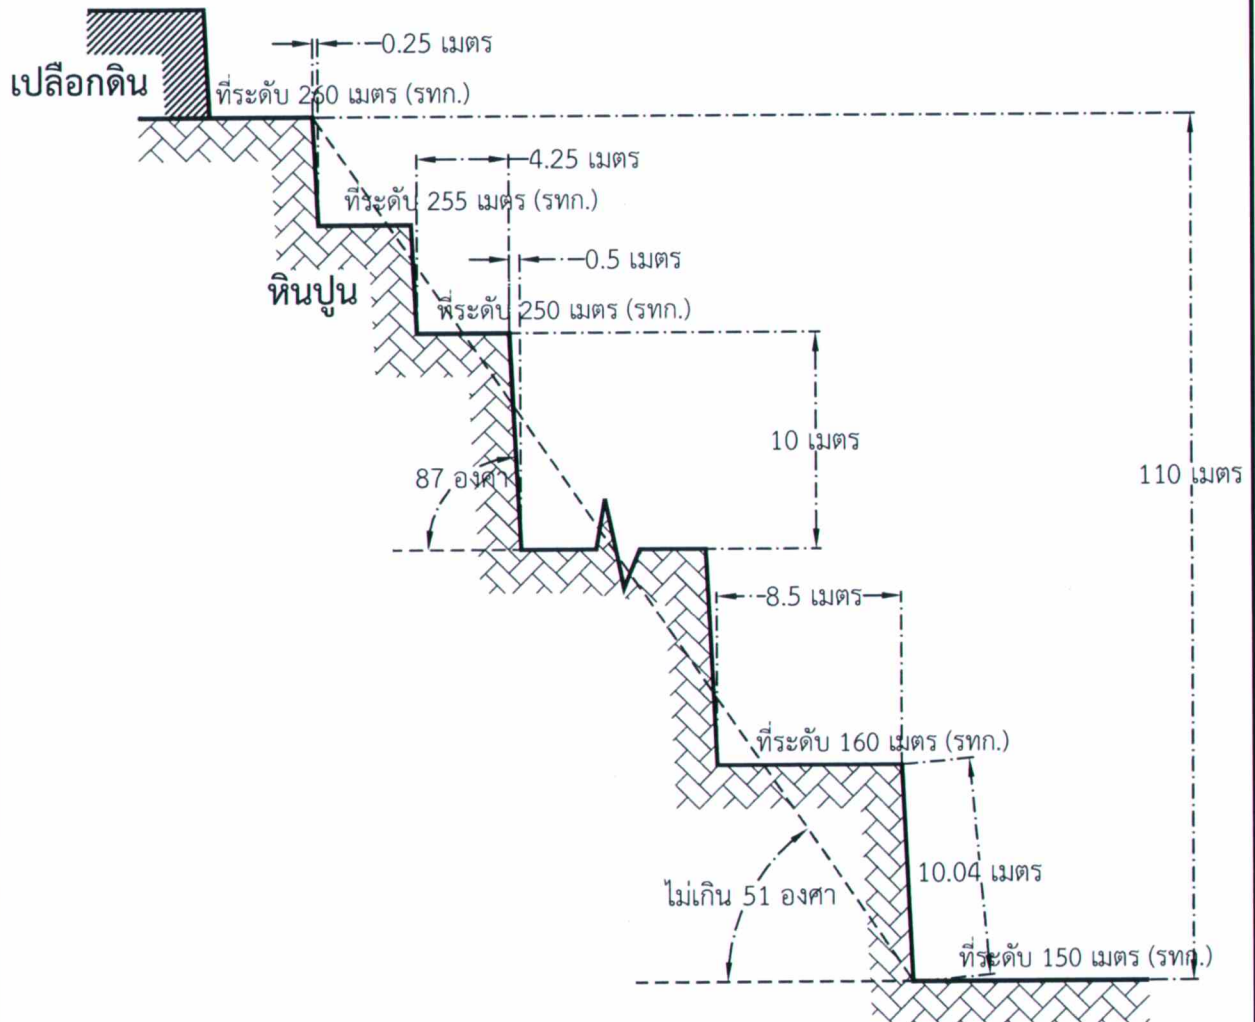 0.25 เมตร
เปลือกดิน
ที่ระดับ 260 เมตร (รทก.)
4.25 เมตร
ที่ระดับ 255 เมตร (รทก.)
0.5 เมตร
หินปูน
ที่ระดับ 250 เมตร (รทก.)
10 เมตร
87 องศา
110 เมตร
8.5 เมตร
ที่ระดับ 160 เมตร (รทก.)
10.04 เมตร
ไม่เกิน 51 องศา
ที่ระดับ 150 เมตร (รทก.)